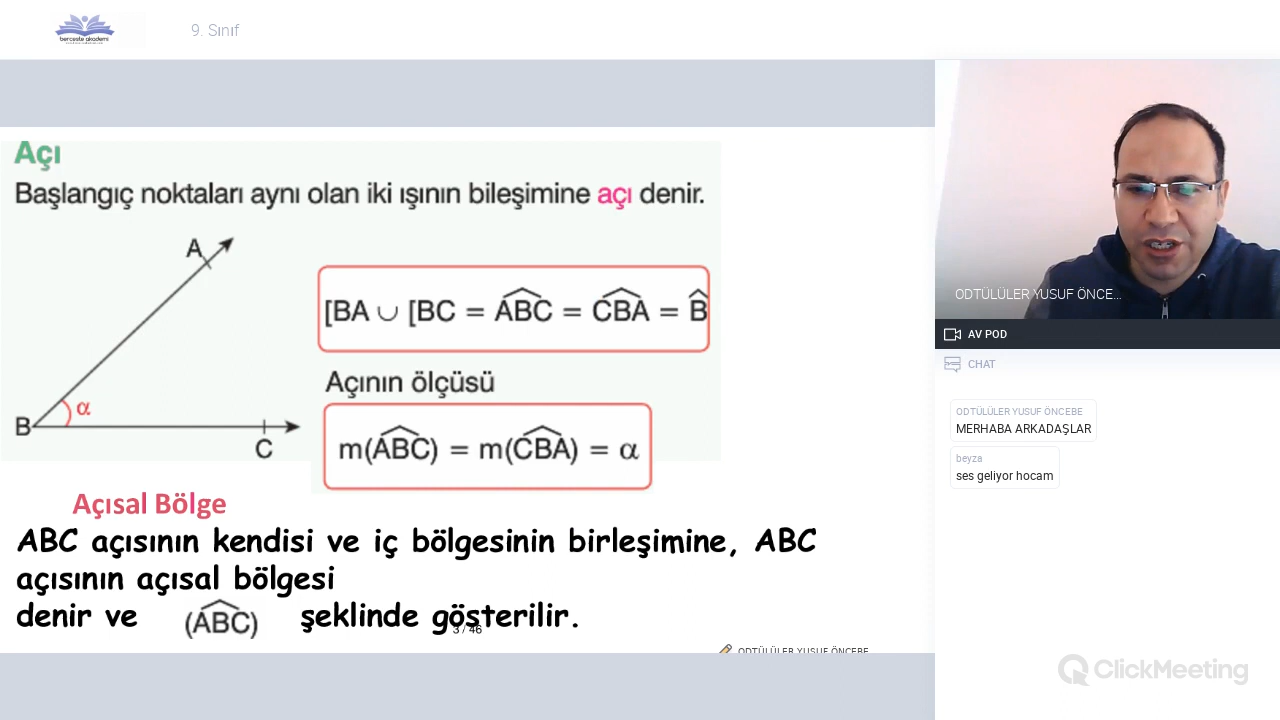 berceste akademi
9. Sınıf
Açı
Başlangıç noktaları aynı olan iki ışının bileşimine açı denir.
A
[BA ∪ [BC = ABC = CBA = B
Açının ölçüsü
α
B
C
m(ABC) = m(CBA) = α
Açısal Bölge
ABC açısının kendisi ve iç bölgesinin birleşimine, ABC
açısının açısal bölgesi
denir ve (ABC) şeklinde gösterilir.
3 / 46
ODTÜLÜLER YUSUF ÖNCEBE
ODTÜLÜLER YUSUF ÖNCE...
AV POD
CHAT
ODTÜLÜLER YUSUF ÖNCEBE
MERHABA ARKADAŞLAR
beyza
ses geliyor hocam
ClickMeeting